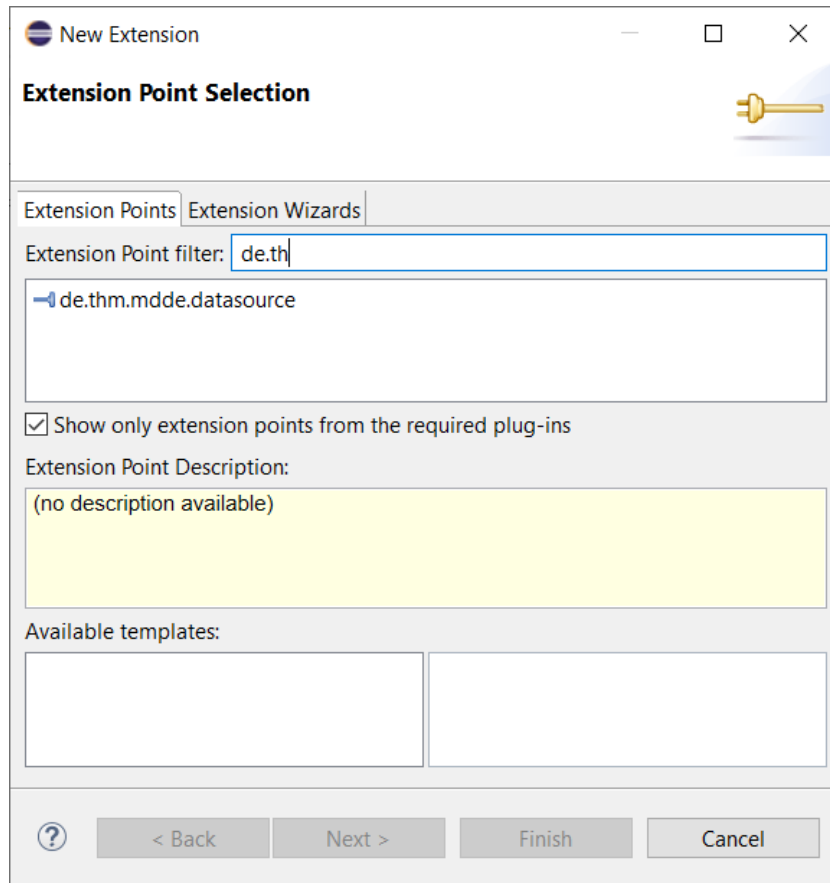 New Extension
Extension Point Selection
Extension Points Extension Wizards
Extension Point filter: de.th
de.thm.mdde.datasource
Show only extension points from the required plug-ins
Extension Point Description:
(no description available)
Available templates:
? < Back Next > Finish Cancel